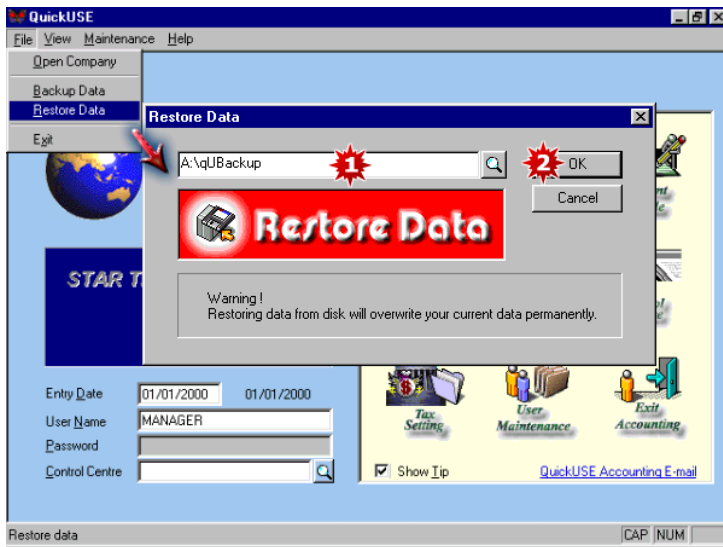 QuickUSE
File View Maintenance Help
Open Company
Backup Data
Restore Data
Exit
Restore Data
A:\qUBackup
1
2
OK
Cancel
Restore Data
Warning !
Restoring data from disk will overwrite your current data permanently.
STAR
Entry Date 01/01/2000 01/01/2000
User Name MANAGER
Password
Control Centre
Tax
Setting
User
Maintenance
Exit
Accounting
Show Tip
QuickUSE Accounting E-mail
Restore data
CAP NUM